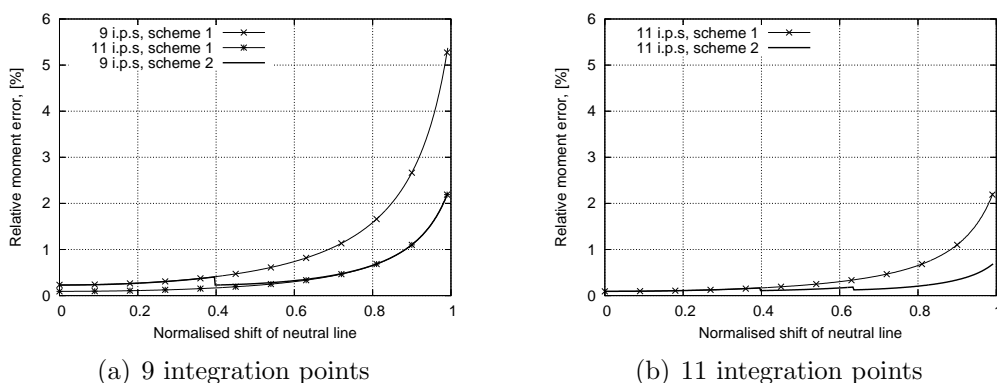 6
5
4
3
2
1
0
0 0.2 0.4 0.6 0.8 1
Relative moment error, [%]
Normalised shift of neutral line
9 i.p.s, scheme 1
11 i.p.s, scheme 1
9 i.p.s, scheme 2
(a) 9 integration points
6
5
4
3
2
1
0
0 0.2 0.4 0.6 0.8 1
Relative moment error, [%]
Normalised shift of neutral line
11 i.p.s, scheme 1
11 i.p.s, scheme 2
(b) 11 integration points